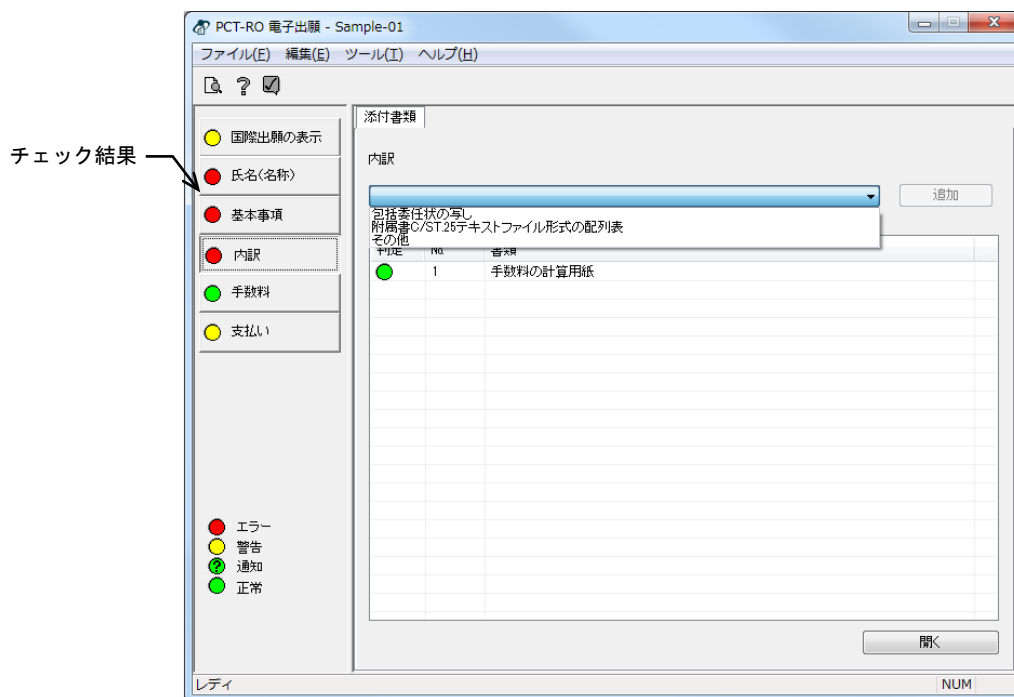 PCT-RO 電子出願 - Sample-01
ファイル(F) 編集(E) ツール(T) ヘルプ(H)
添付書類
チェック結果
国際出願の表示
氏名(名称)
基本事項
内訳
手数料
支払い
内訳
追加
包括委任状の写し
附属書C/ST.25テキストファイル形式の配列表
その他
判定 No. 書類
1 手数料の計算用紙
エラー
警告
通知
正常
開く
レディ
NUM